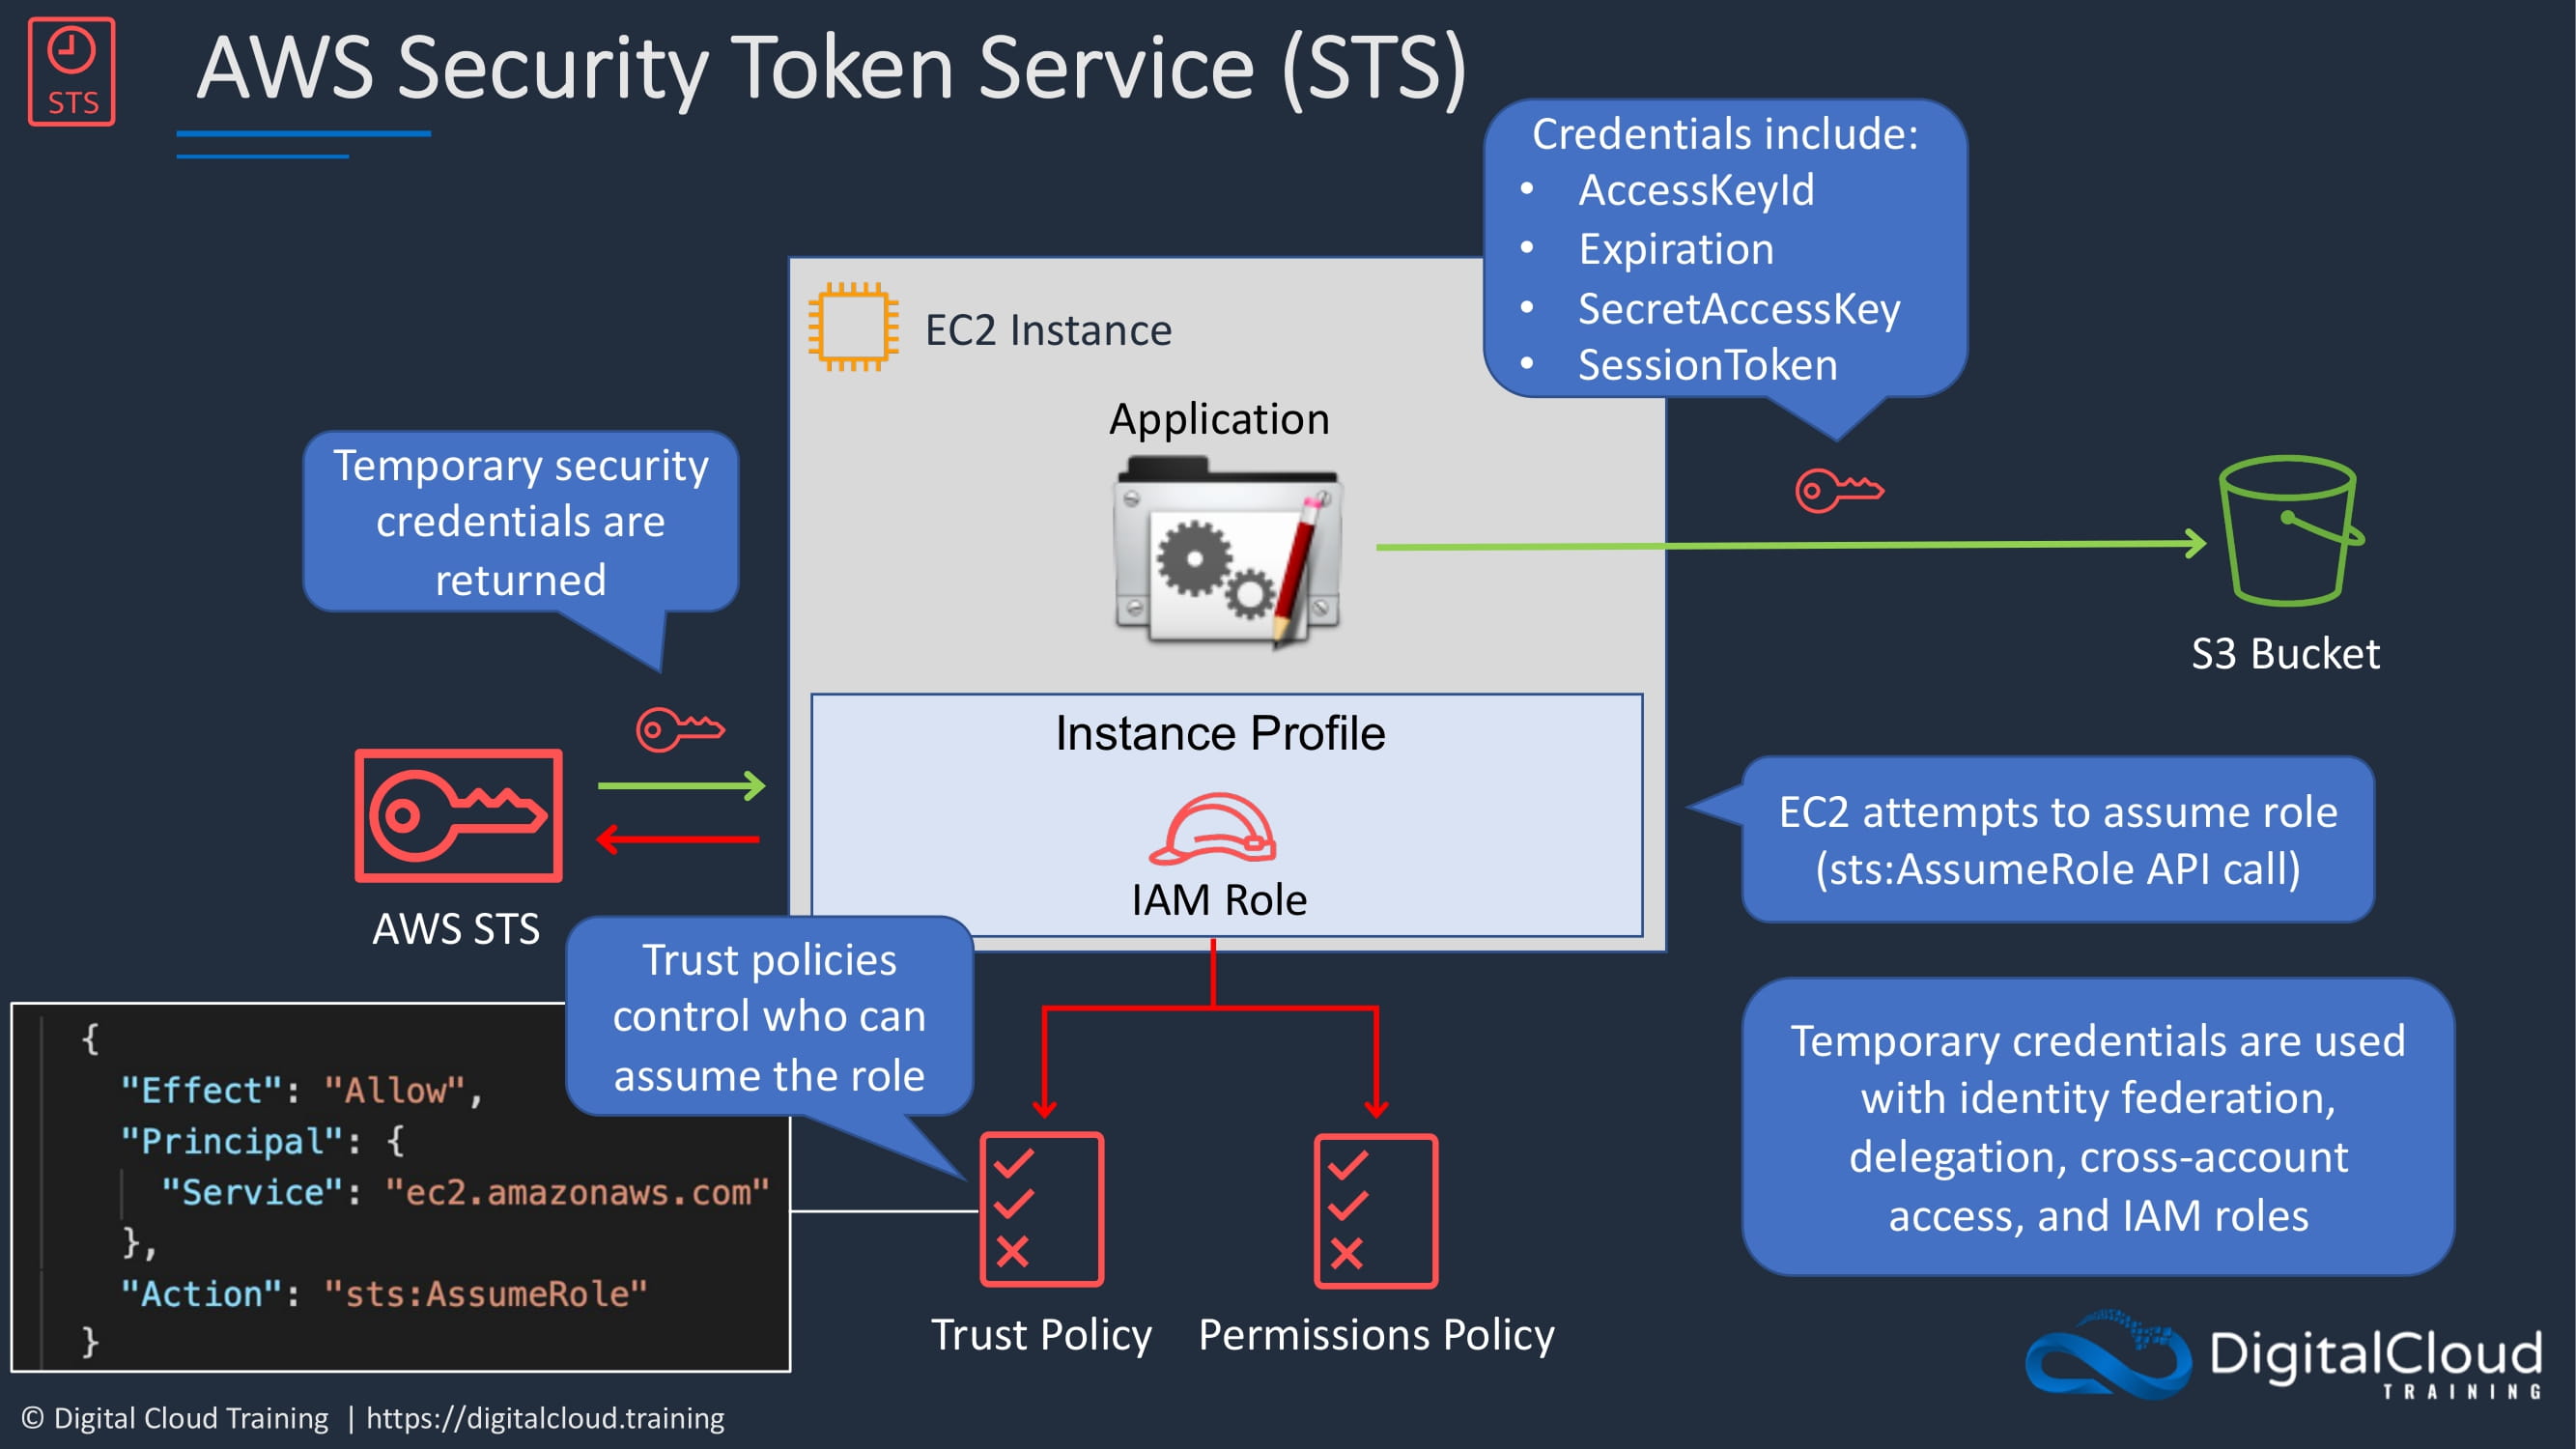 STS
AWS Security Token Service (STS)
Credentials include:
• AccessKeyId
• Expiration
• SecretAccessKey
• SessionToken
EC2 Instance
Application
Temporary security
credentials are
returned
S3 Bucket
Instance Profile
IAM Role
EC2 attempts to assume role
(sts:AssumeRole API call)
AWS STS
Trust policies
control who can
assume the role
{
"Effect": "Allow",
"Principal": {
"Service": "ec2.amazonaws.com"
},
"Action": "sts:AssumeRole"
}
Temporary credentials are used
with identity federation,
delegation, cross-account
access, and IAM roles
Trust Policy
Permissions Policy
DigitalCloud
TRAINING
© Digital Cloud Training | https://digitalcloud.training